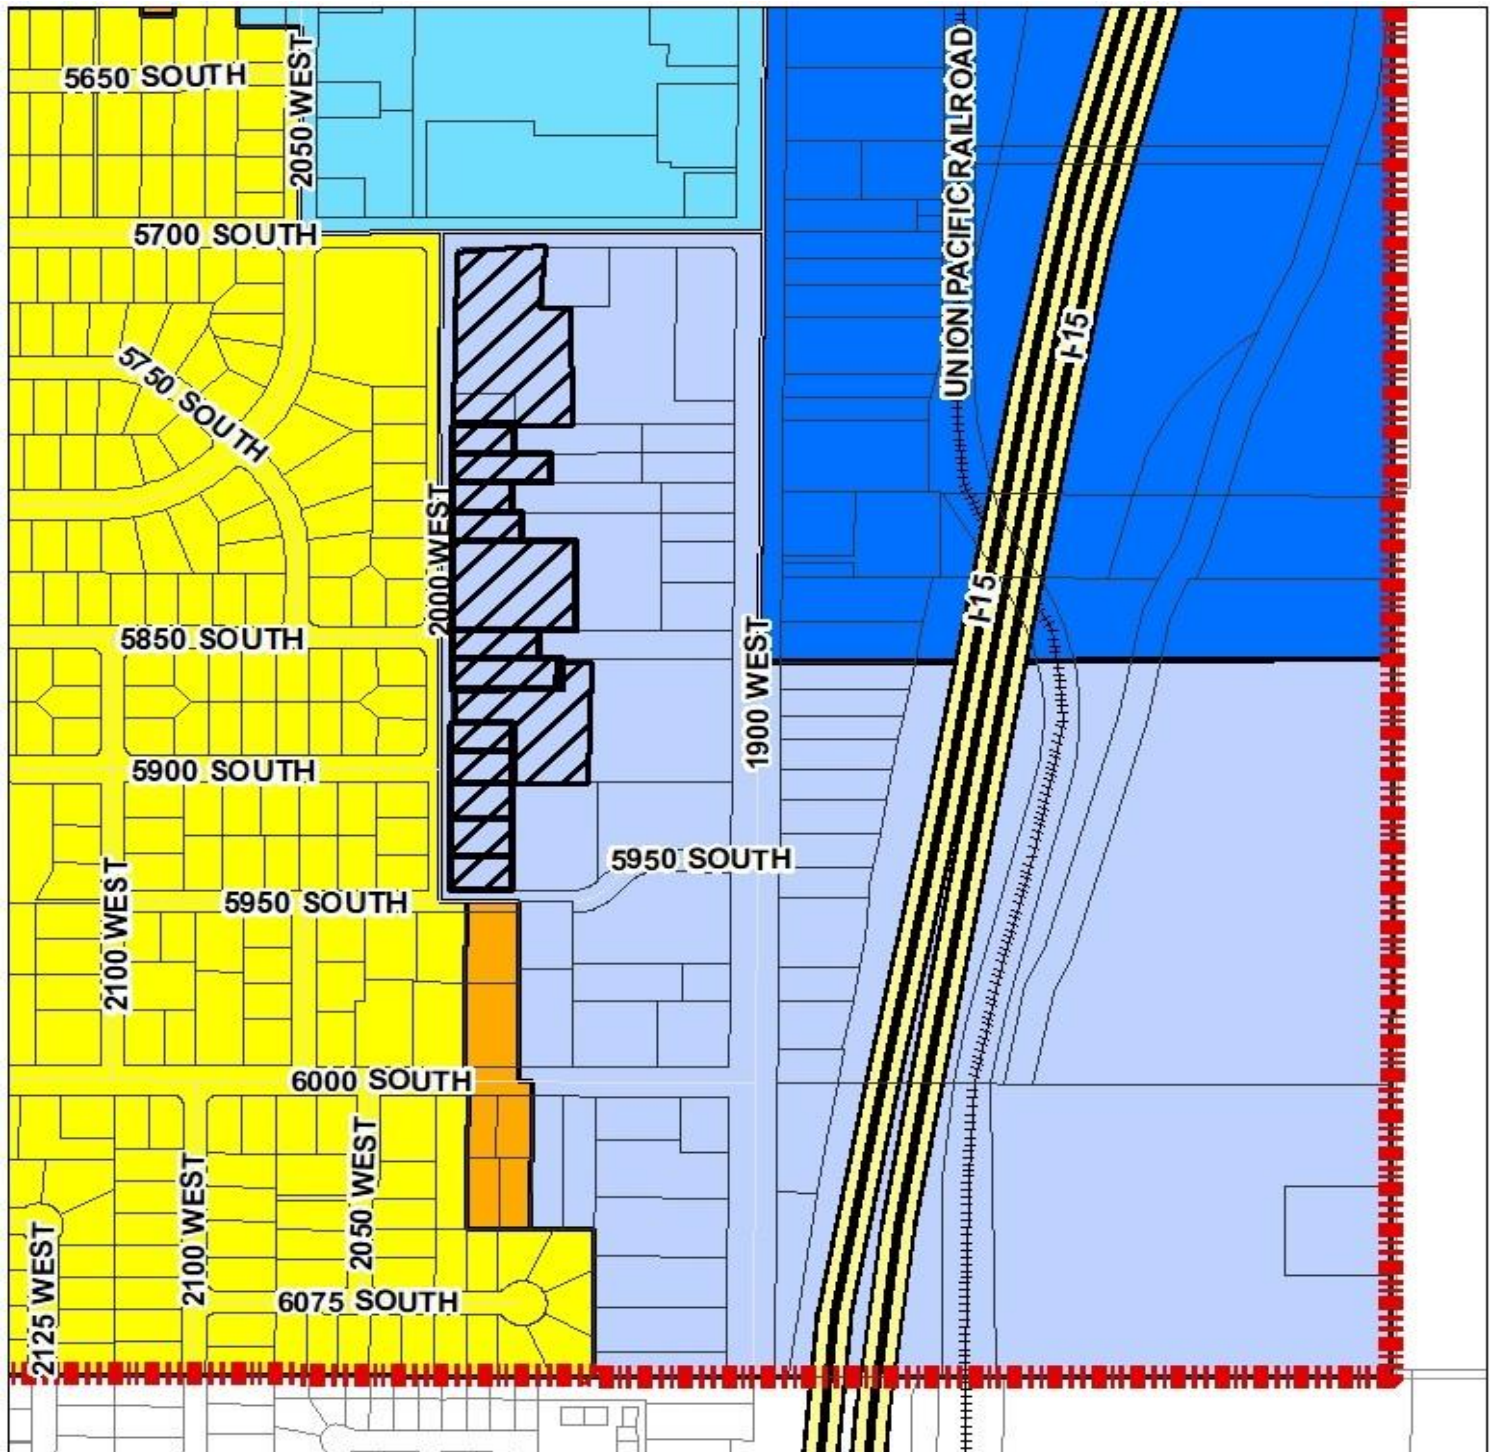 5650 SOUTH
2050 WEST
UNION PACIFIC RAILROAD
5700 SOUTH
I-15
5750 SOUTH
2000 WEST
I-15
5850 SOUTH
1900 WEST
5900 SOUTH
5950 SOUTH
5950 SOUTH
2100 WEST
6000 SOUTH
2100 WEST
2050 WEST
2125 WEST
6075 SOUTH